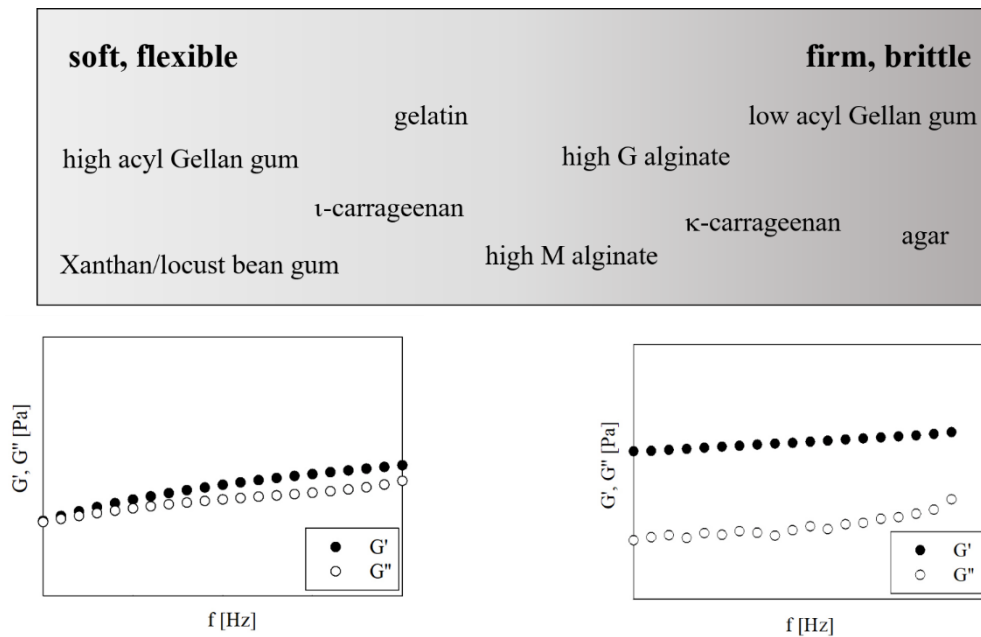 soft, flexible
firm, brittle
gelatin
low acyl Gellan gum
high acyl Gellan gum
high G alginate
ι-carrageenan
κ-carrageenan
agar
Xanthan/locust bean gum
high M alginate
G', G'' [Pa]
G'
G''
f [Hz]
G', G'' [Pa]
G'
G''
f [Hz]